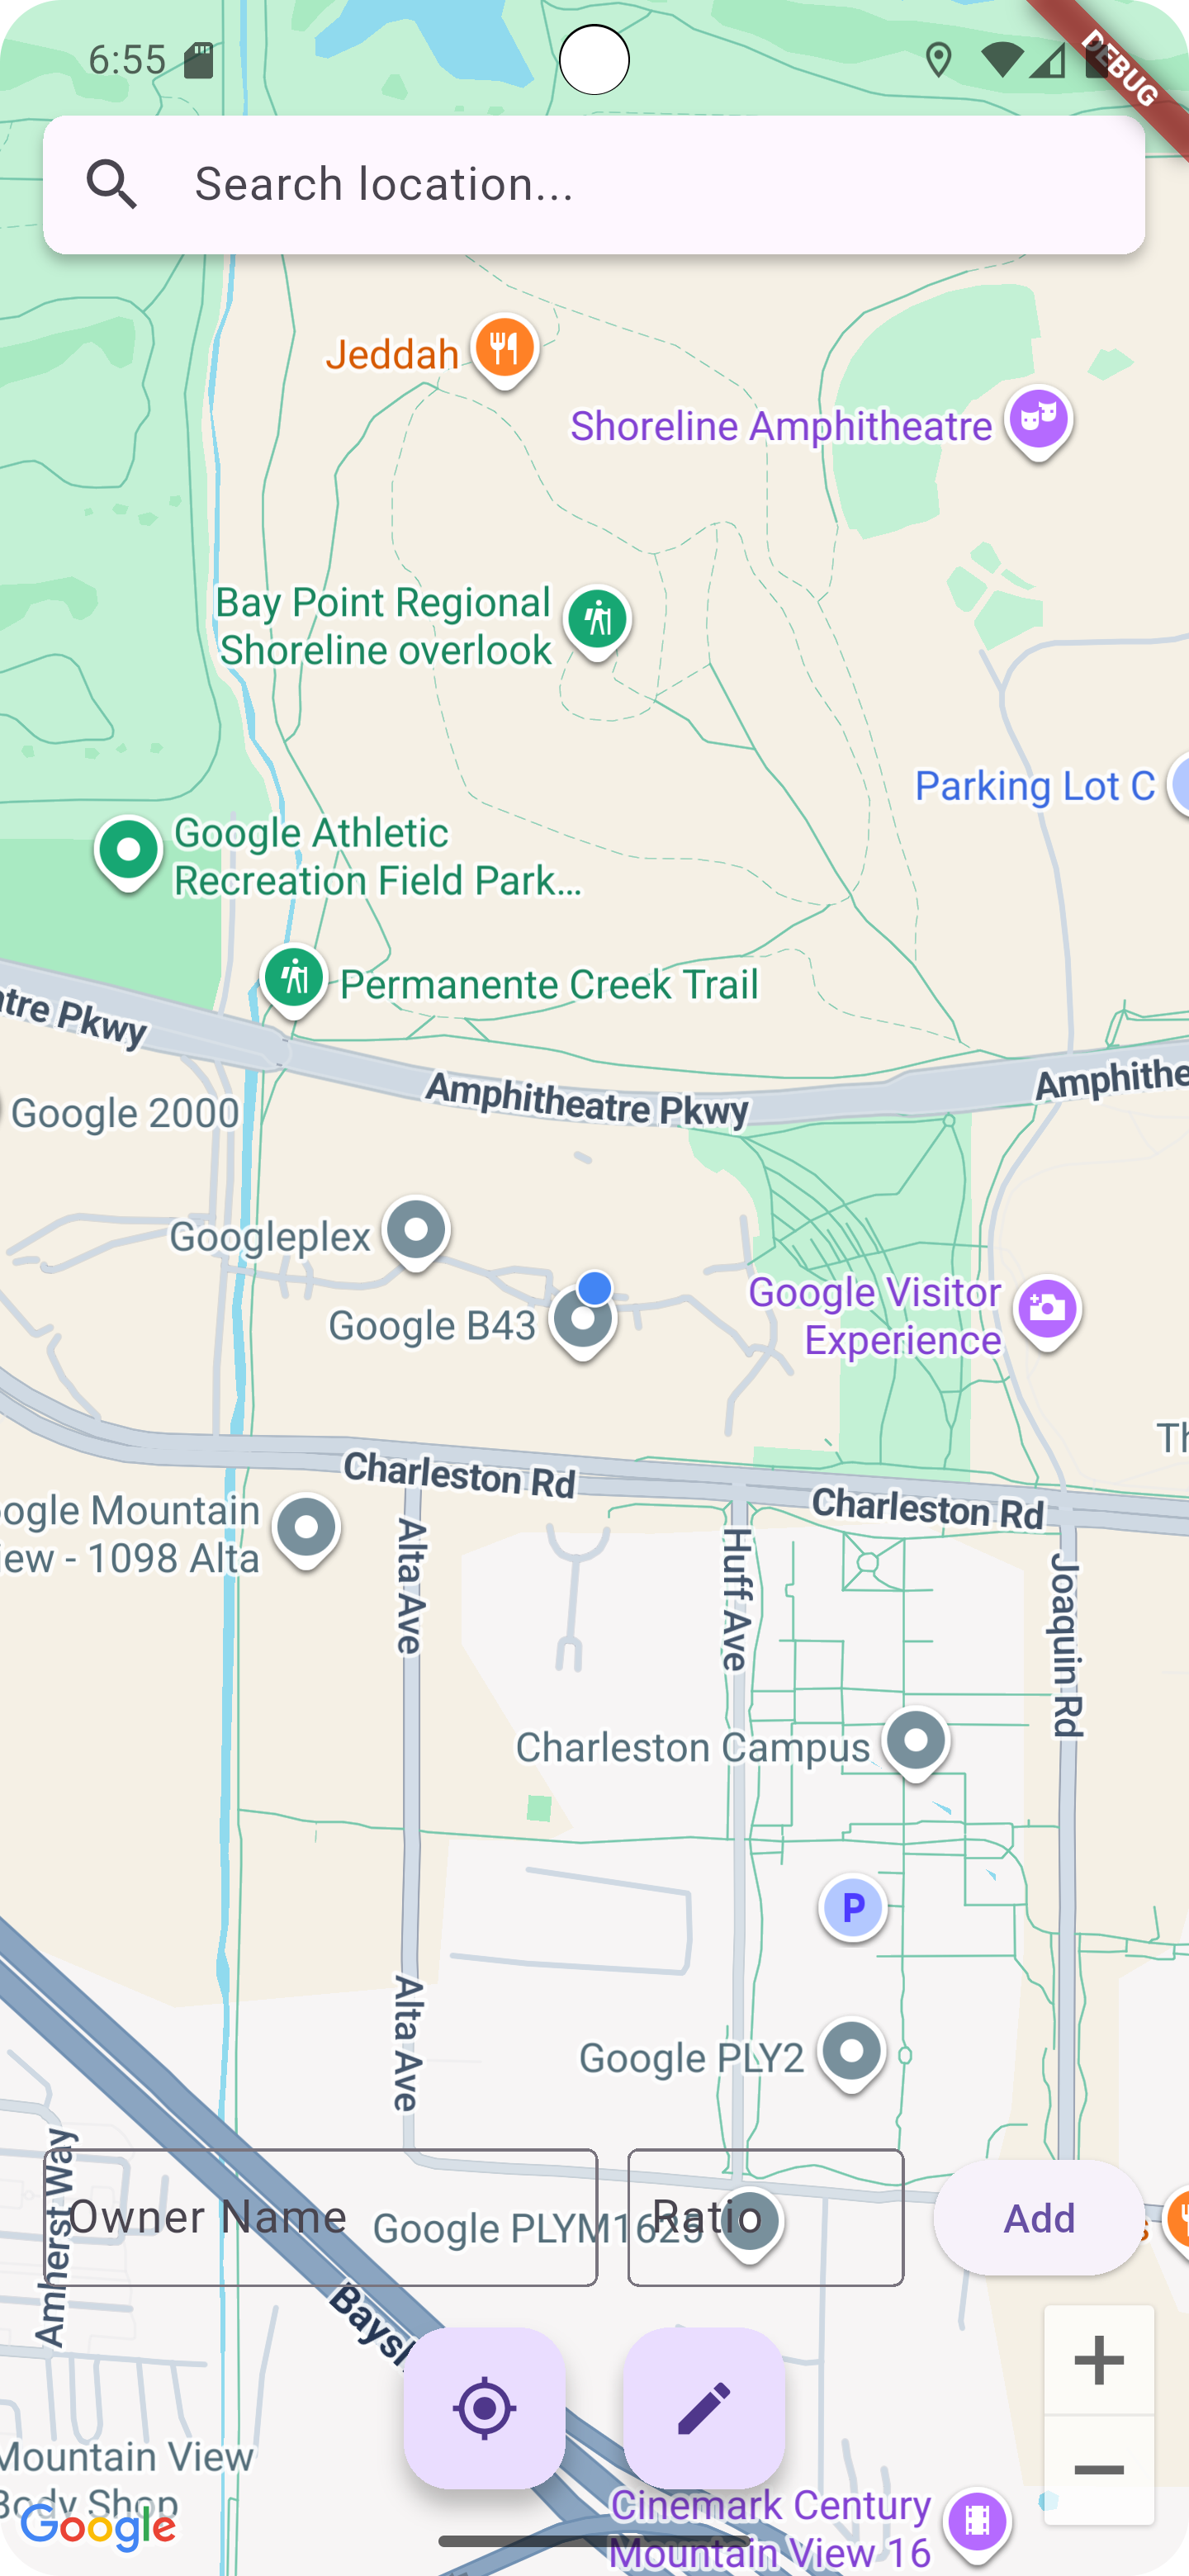 6:55
DEBUG
Search location...
Jeddah
Shoreline Amphitheatre
Bay Point Regional
Shoreline overlook
Parking Lot C
Google Athletic
Recreation Field Park...
Permanente Creek Trail
atre Pkwy
Amphitheatre Pkwy
Amphithe
Google 2000
Googleplex
Google B43
Google Visitor
Experience
Th
Charleston Rd
Charleston Rd
oogle Mountain
iew - 1098 Alta
Alta Ave
Huff Ave
Joaquin Rd
Charleston Campus
P
Alta Ave
Google PLY2
Amherst Way
Owner Name
Google PLYM1625
Ratio
Add
s
Baysh
+
−
Mountain View
Body Shop
Google
Cinemark Century
Mountain View 16